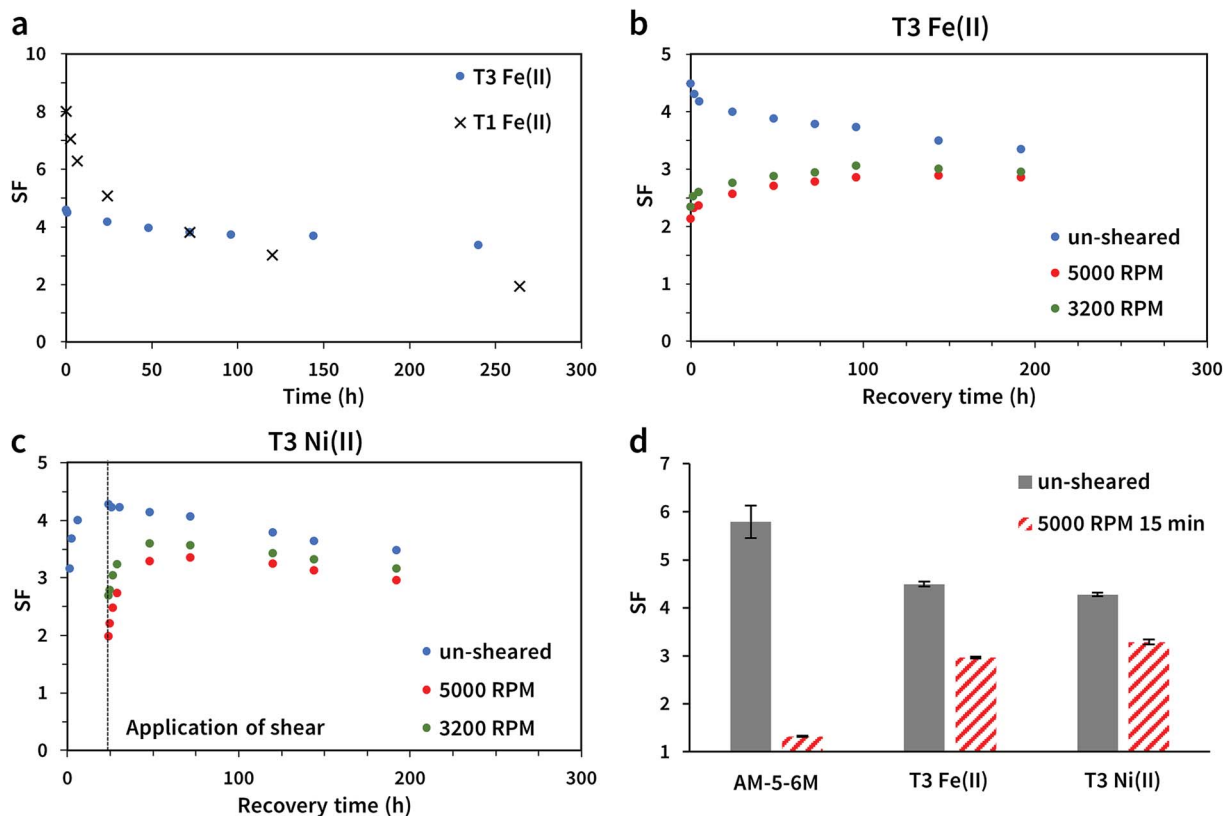 a
10
8
6
4
2
0
SF
0 50 100 150 200 250 300
Time (h)
T3 Fe(II)
T1 Fe(II)
b
T3 Fe(II)
5
4
3
2
1
0
SF
0 100 200 300
Recovery time (h)
un-sheared
5000 RPM
3200 RPM
c
T3 Ni(II)
5
4
3
2
1
0
SF
0 50 100 150 200 250 300
Recovery time (h)
un-sheared
5000 RPM
3200 RPM
Application of shear
d
7
6
5
4
3
2
1
SF
un-sheared
5000 RPM 15 min
AM-5-6M T3 Fe(II) T3 Ni(II)